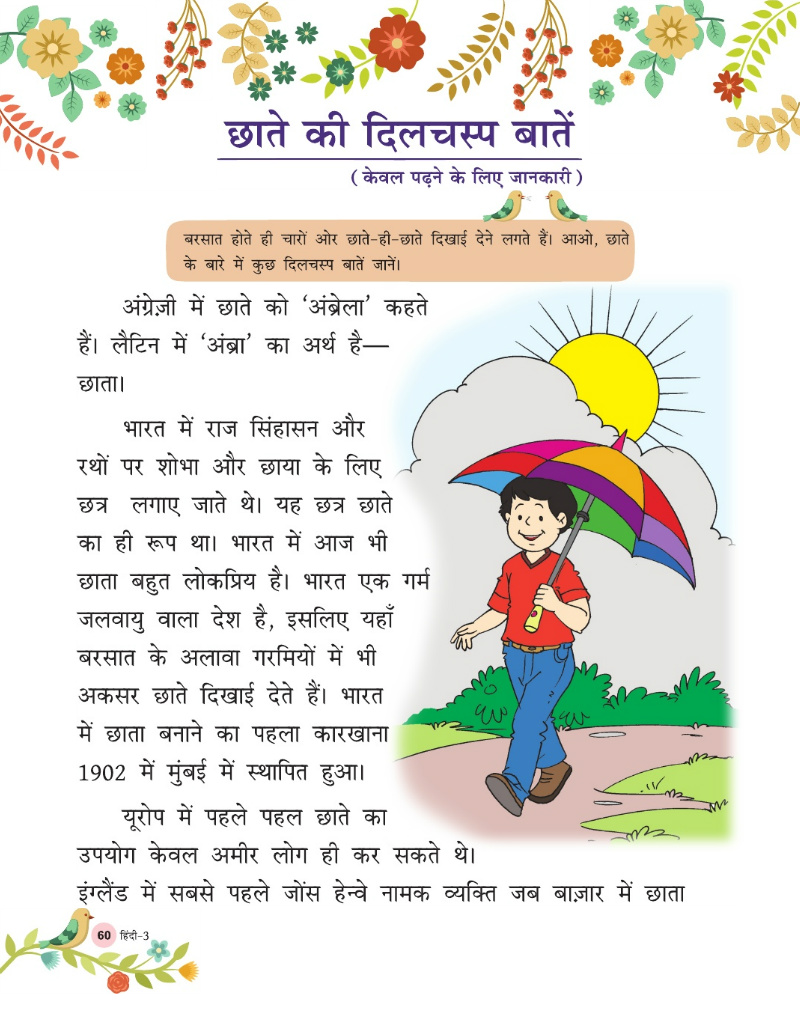 छाते की दिलचस्प बातें
( केवल पढ़ने के लिए जानकारी )
बरसात होते ही चारों ओर छाते-ही-छाते दिखाई देने लगते हैं। आओ, छाते
के बारे में कुछ दिलचस्प बातें जानें।
अंग्रेज़ी में छाते को ‘अंब्रेला’ कहते
हैं। लैटिन में ‘अंब्रा’ का अर्थ है—
छाता।
भारत में राज सिंहासन और
रथों पर शोभा और छाया के लिए
छत्र लगाए जाते थे। यह छत्र छाते
का ही रूप था। भारत में आज भी
छाता बहुत लोकप्रिय है। भारत एक गर्म
जलवायु वाला देश है, इसलिए यहाँ
बरसात के अलावा गरमियों में भी
अकसर छाते दिखाई देते हैं। भारत
में छाता बनाने का पहला कारखाना
1902 में मुंबई में स्थापित हुआ।
यूरोप में पहले पहल छाते का
उपयोग केवल अमीर लोग ही कर सकते थे।
इंग्लैंड में सबसे पहले जोंस हेन्वे नामक व्यक्ति जब बाज़ार में छाता
60 हिंदी-3